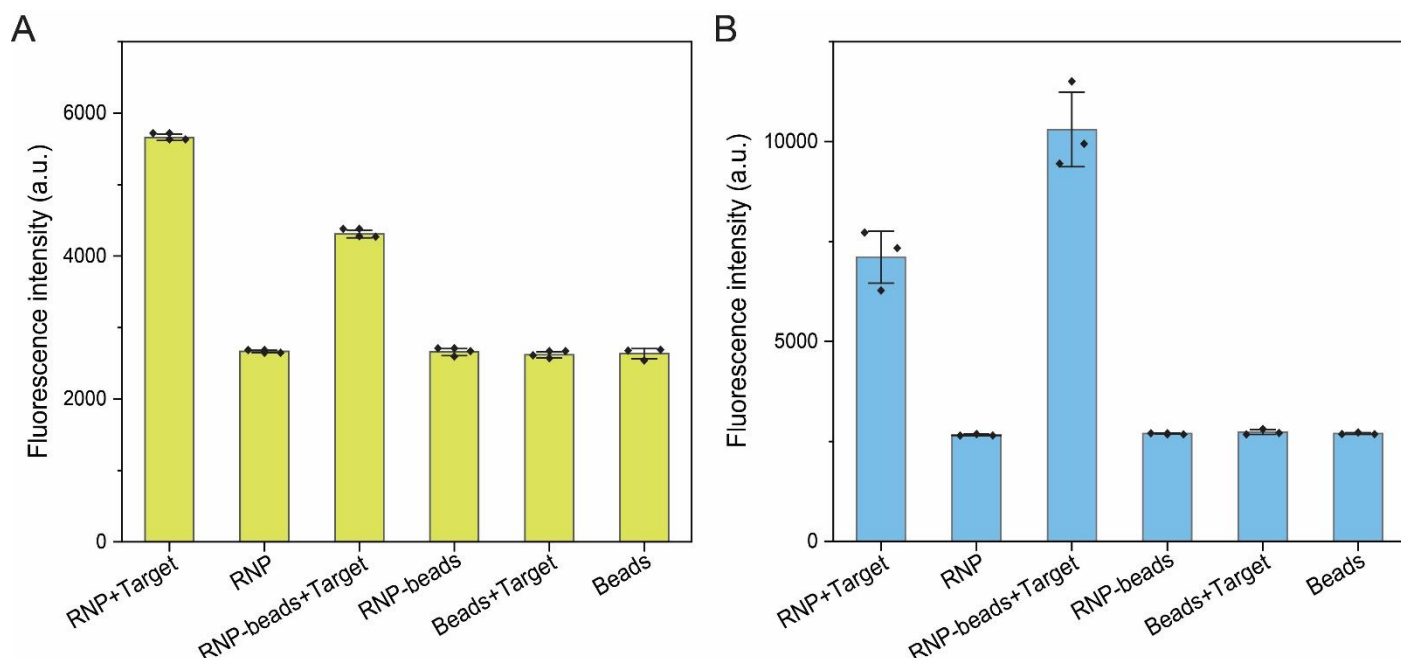 A
Fluorescence intensity (a.u.)
6000
4000
2000
0
RNP+Target
RNP
RNP-beads+Target
RNP-beads
Beads+Target
Beads
B
Fluorescence intensity (a.u.)
10000
5000
0
RNP+Target
RNP
RNP-beads+Target
RNP-beads
Beads+Target
Beads